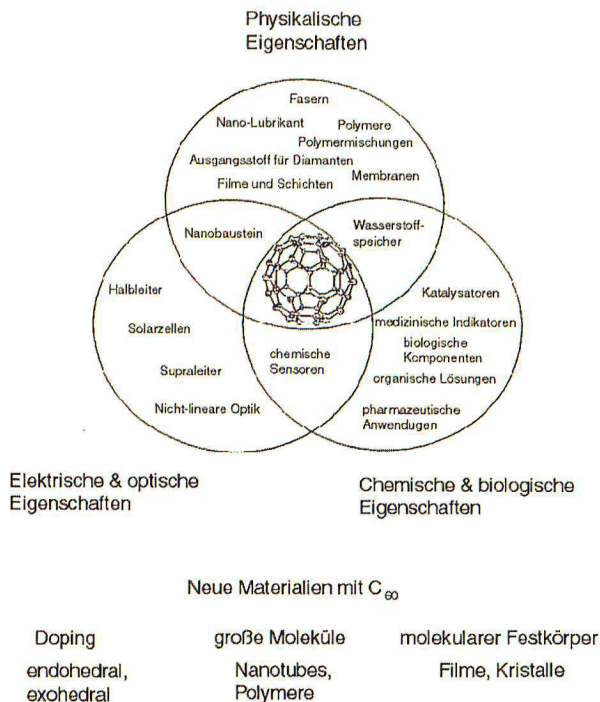 Physikalische
Eigenschaften
Fasern
Nano-Lubrikant
Polymere
Polymermischungen
Ausgangsstoff für Diamanten
Membranen
Filme und Schichten
Nanobaustein
Wasserstoff-
speicher
Halbleiter
Solarzellen
Supraleiter
Nicht-lineare Optik
chemische
Sensoren
Katalysatoren
medizinische Indikatoren
biologische
Komponenten
organische Lösungen
pharmazeutische
Anwendugen
Elektrische & optische
Eigenschaften
Chemische & biologische
Eigenschaften
Neue Materialien mit C60
Doping
große Moleküle
molekularer Festkörper
endohedral,
exohedral
Nanotubes,
Polymere
Filme, Kristalle